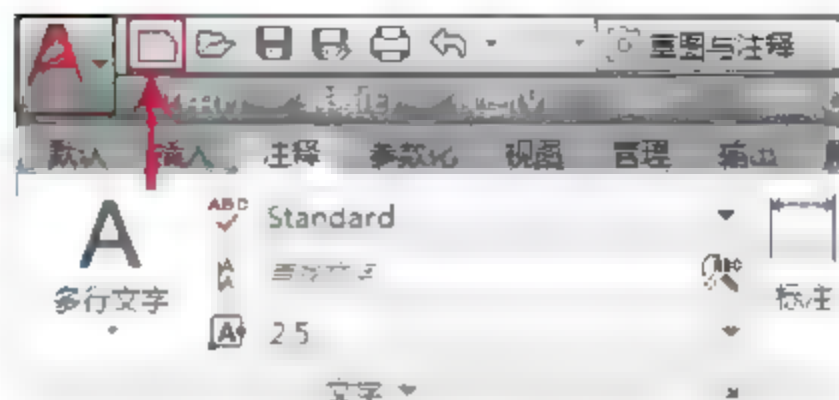 A
草图与注释
默认 插入 注释 参数化 视图 管理 输出
ABC Standard
A
多行文字
A 2.5
标注
文字